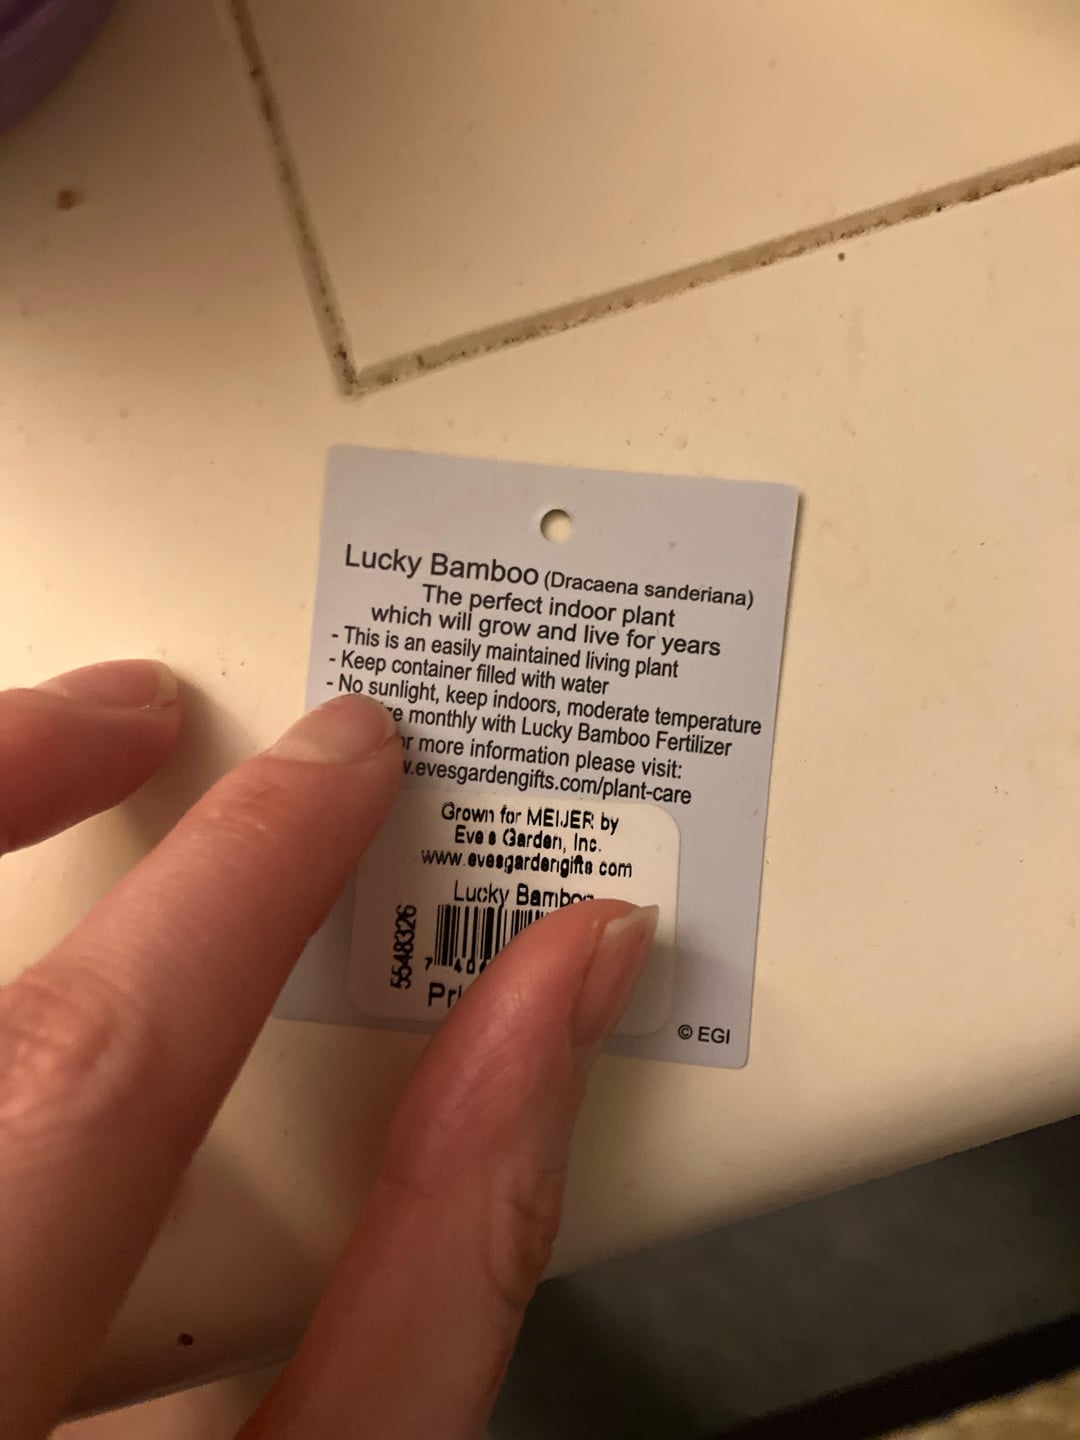 Lucky Bamboo (Dracaena sanderiana)
The perfect indoor plant
which will grow and live for years
- This is an easily maintained living plant
- Keep container filled with water
- No sunlight, keep indoors, moderate temperature
monthly with Lucky Bamboo Fertilizer
more information please visit:
.evesgardengifts.com/plant-care
Grown for MEIJER by
Eve's Garden, Inc.
www.evesgardengifts.com
Lucky
5548326
7
© EGI